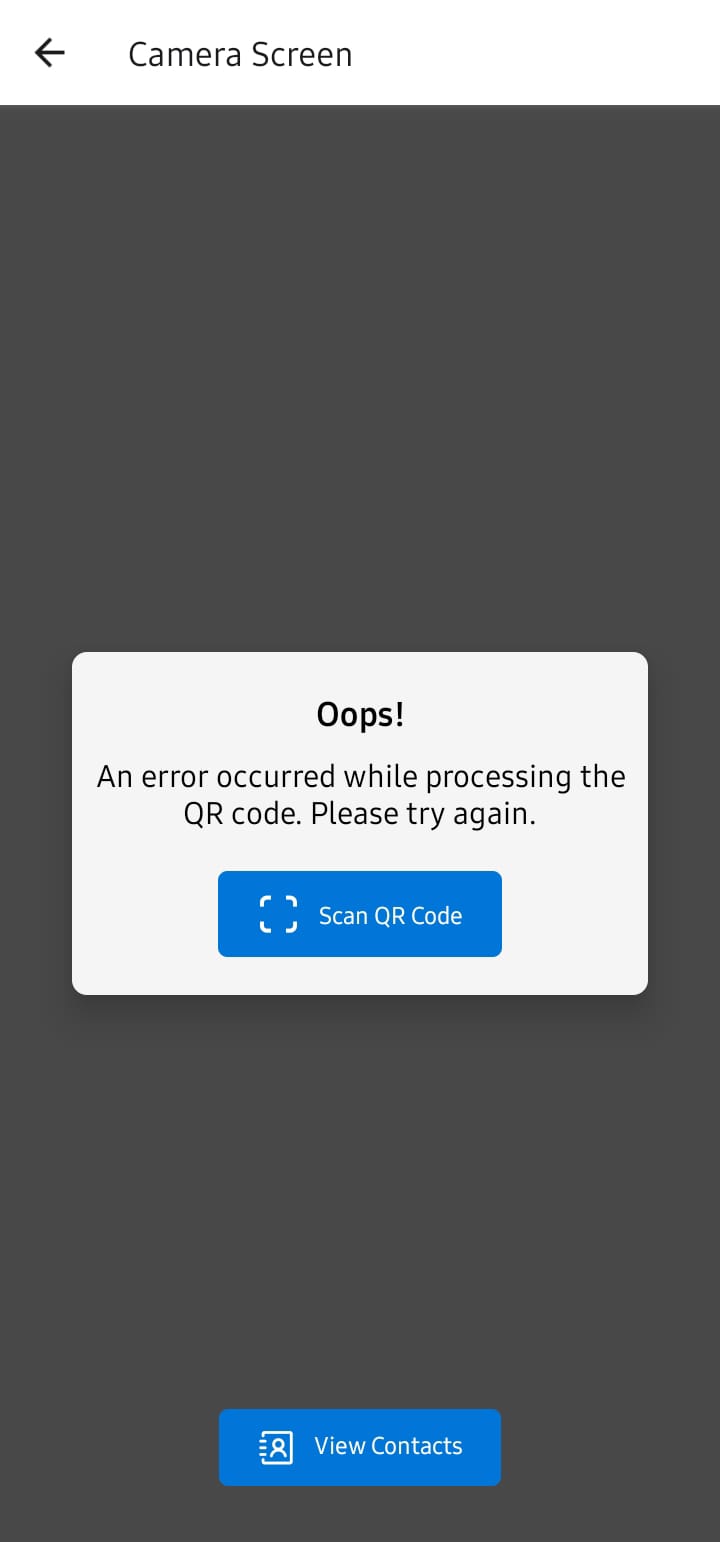 Camera Screen
Oops!
An error occurred while processing the
QR code. Please try again.
Scan QR Code
View Contacts